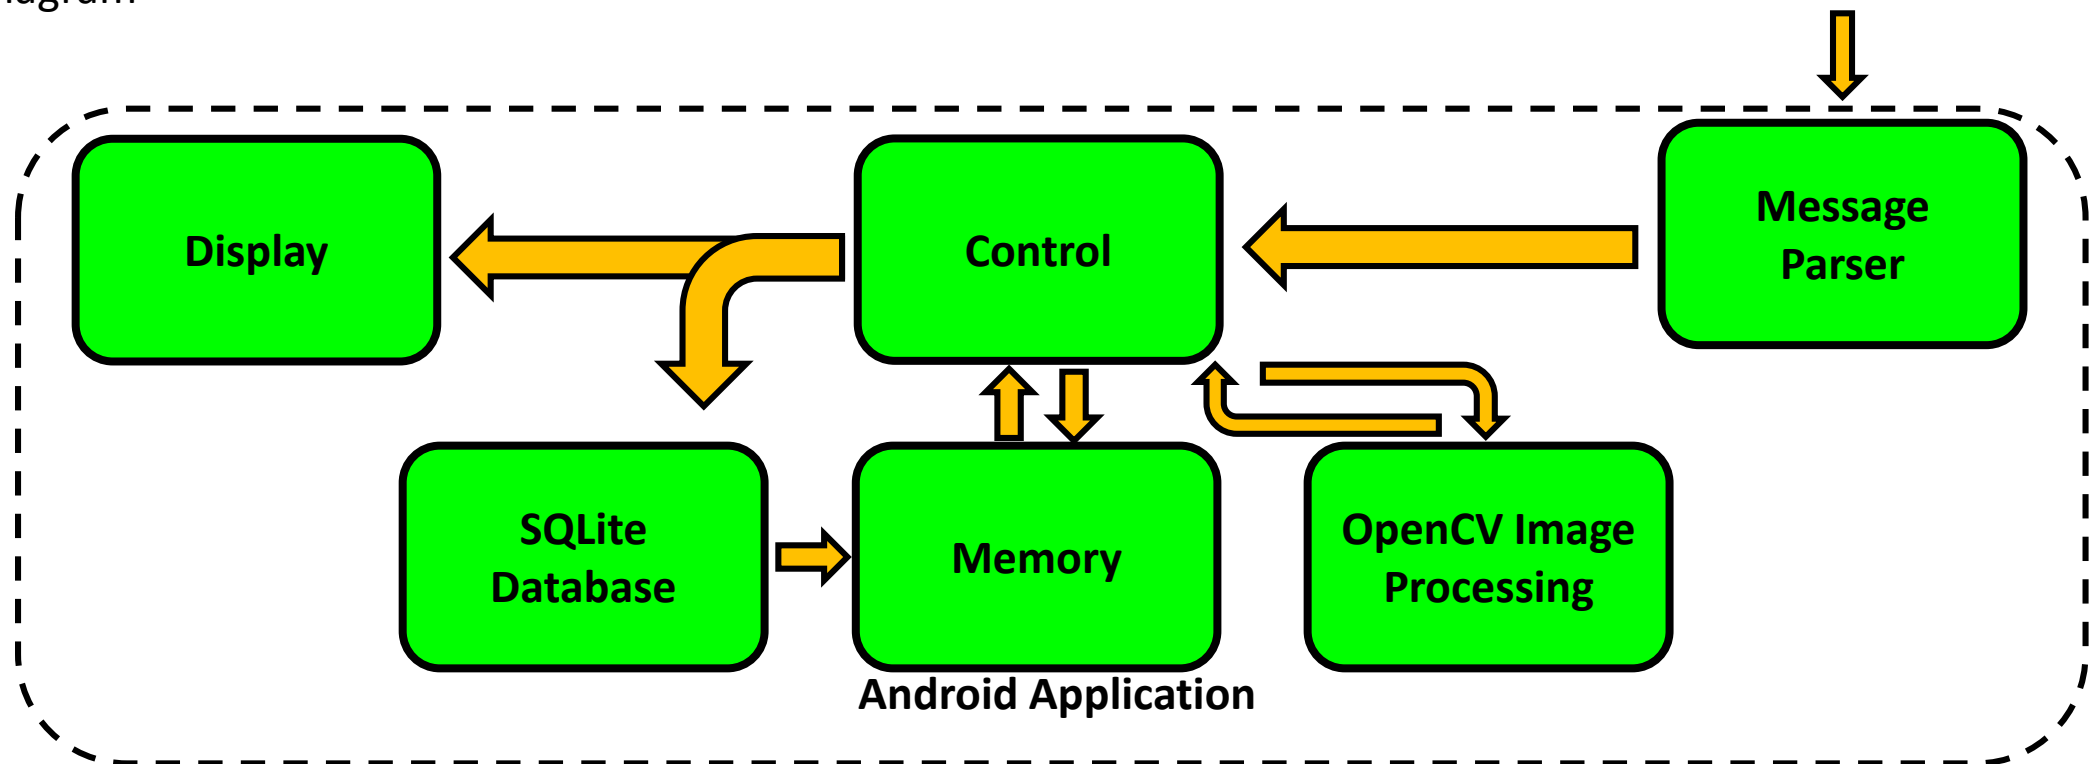 Display
Control
Message
Parser
SQLite
Database
Memory
OpenCV Image
Processing
Android Application